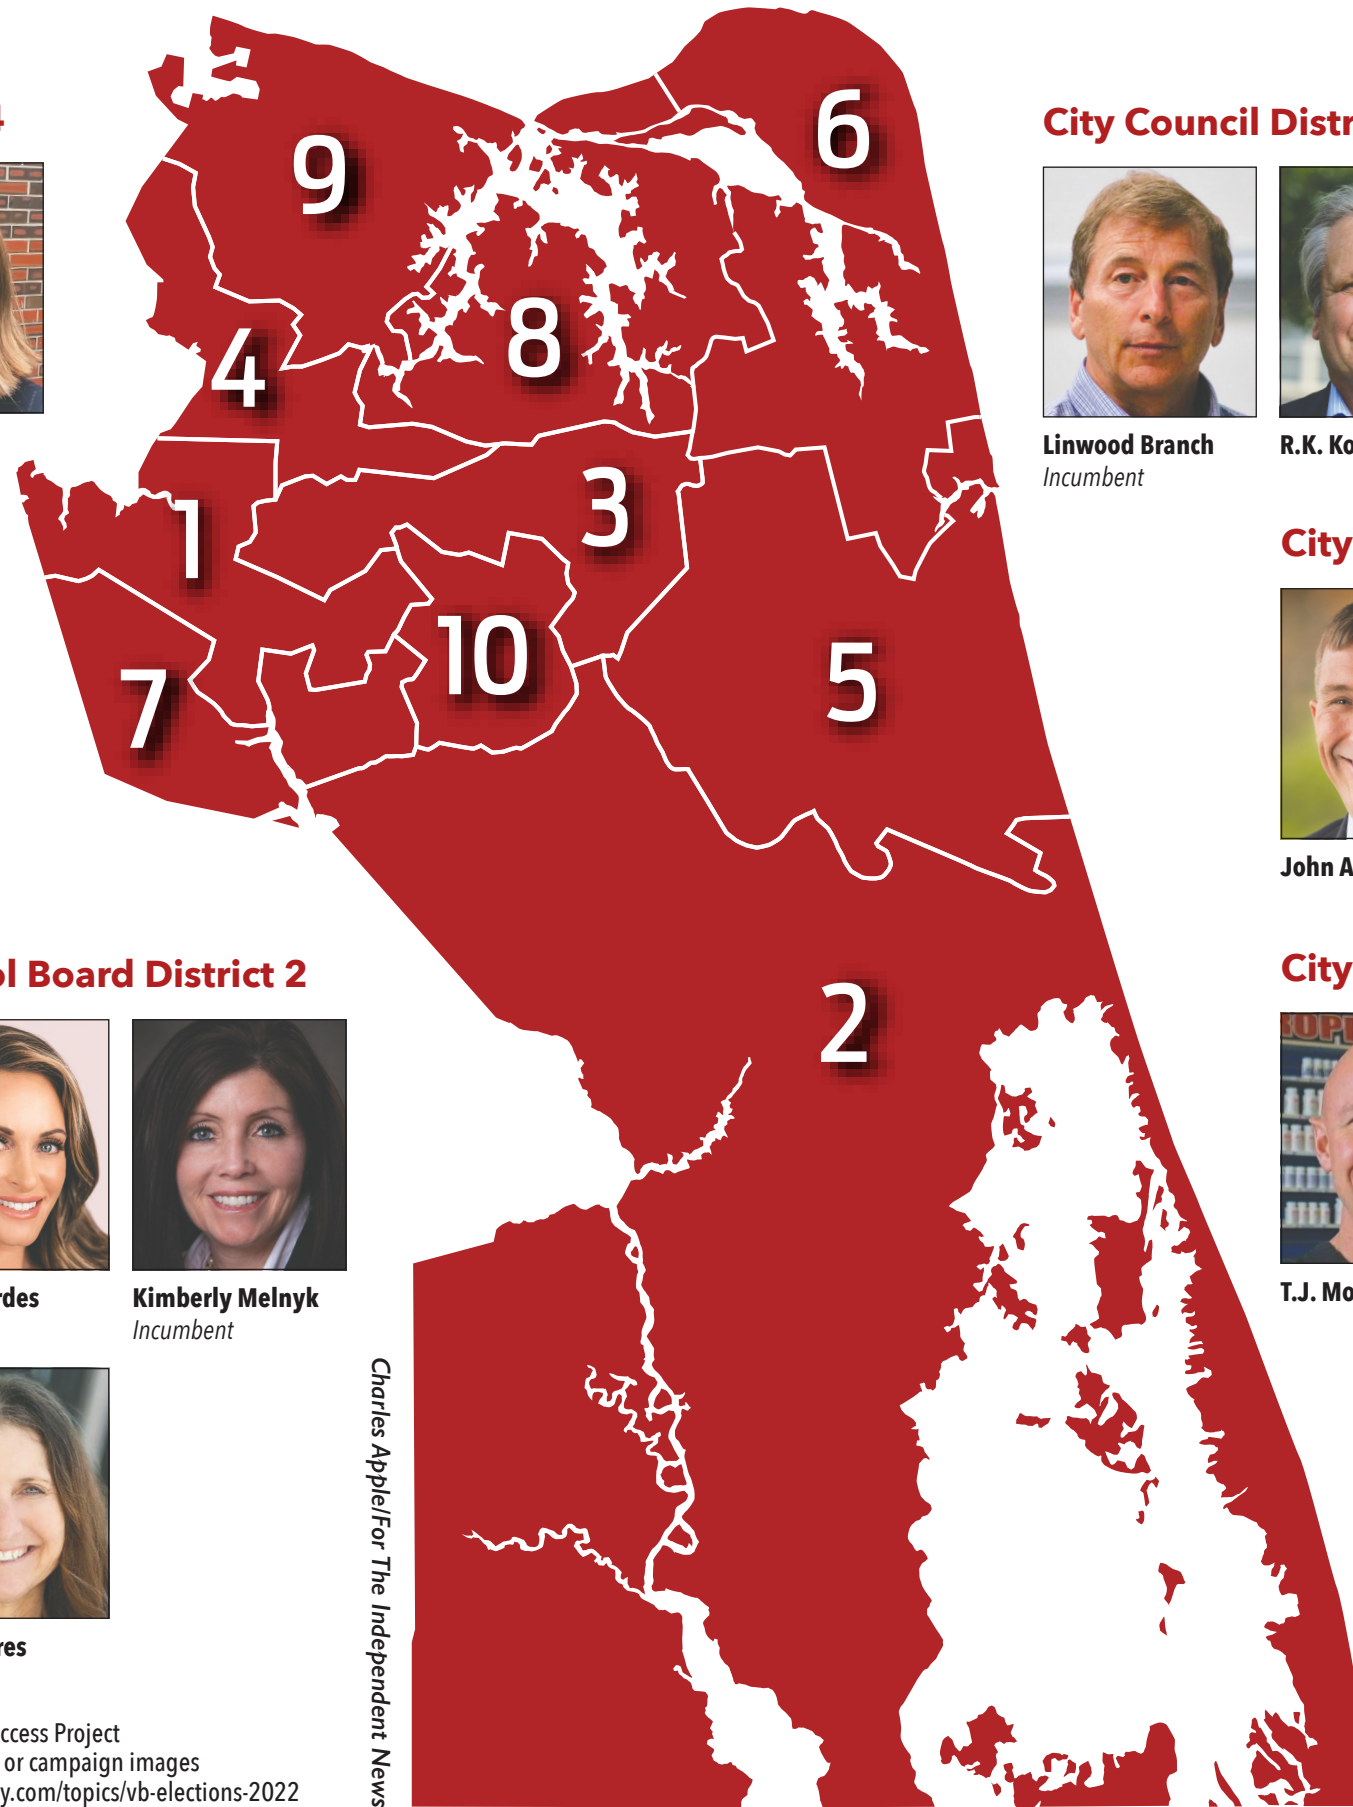 4
9
6
8
4
3
1
10
5
7
2
City Council Distr
Linwood Branch
Incumbent
R.K. Ko
City
John A
City
T.J. Mo
ol Board District 2
rdes
Kimberly Melnyk
Incumbent
res
Charles Apple/For The Independent News
ccess Project
or campaign images
y.com/topics/vb-elections-2022